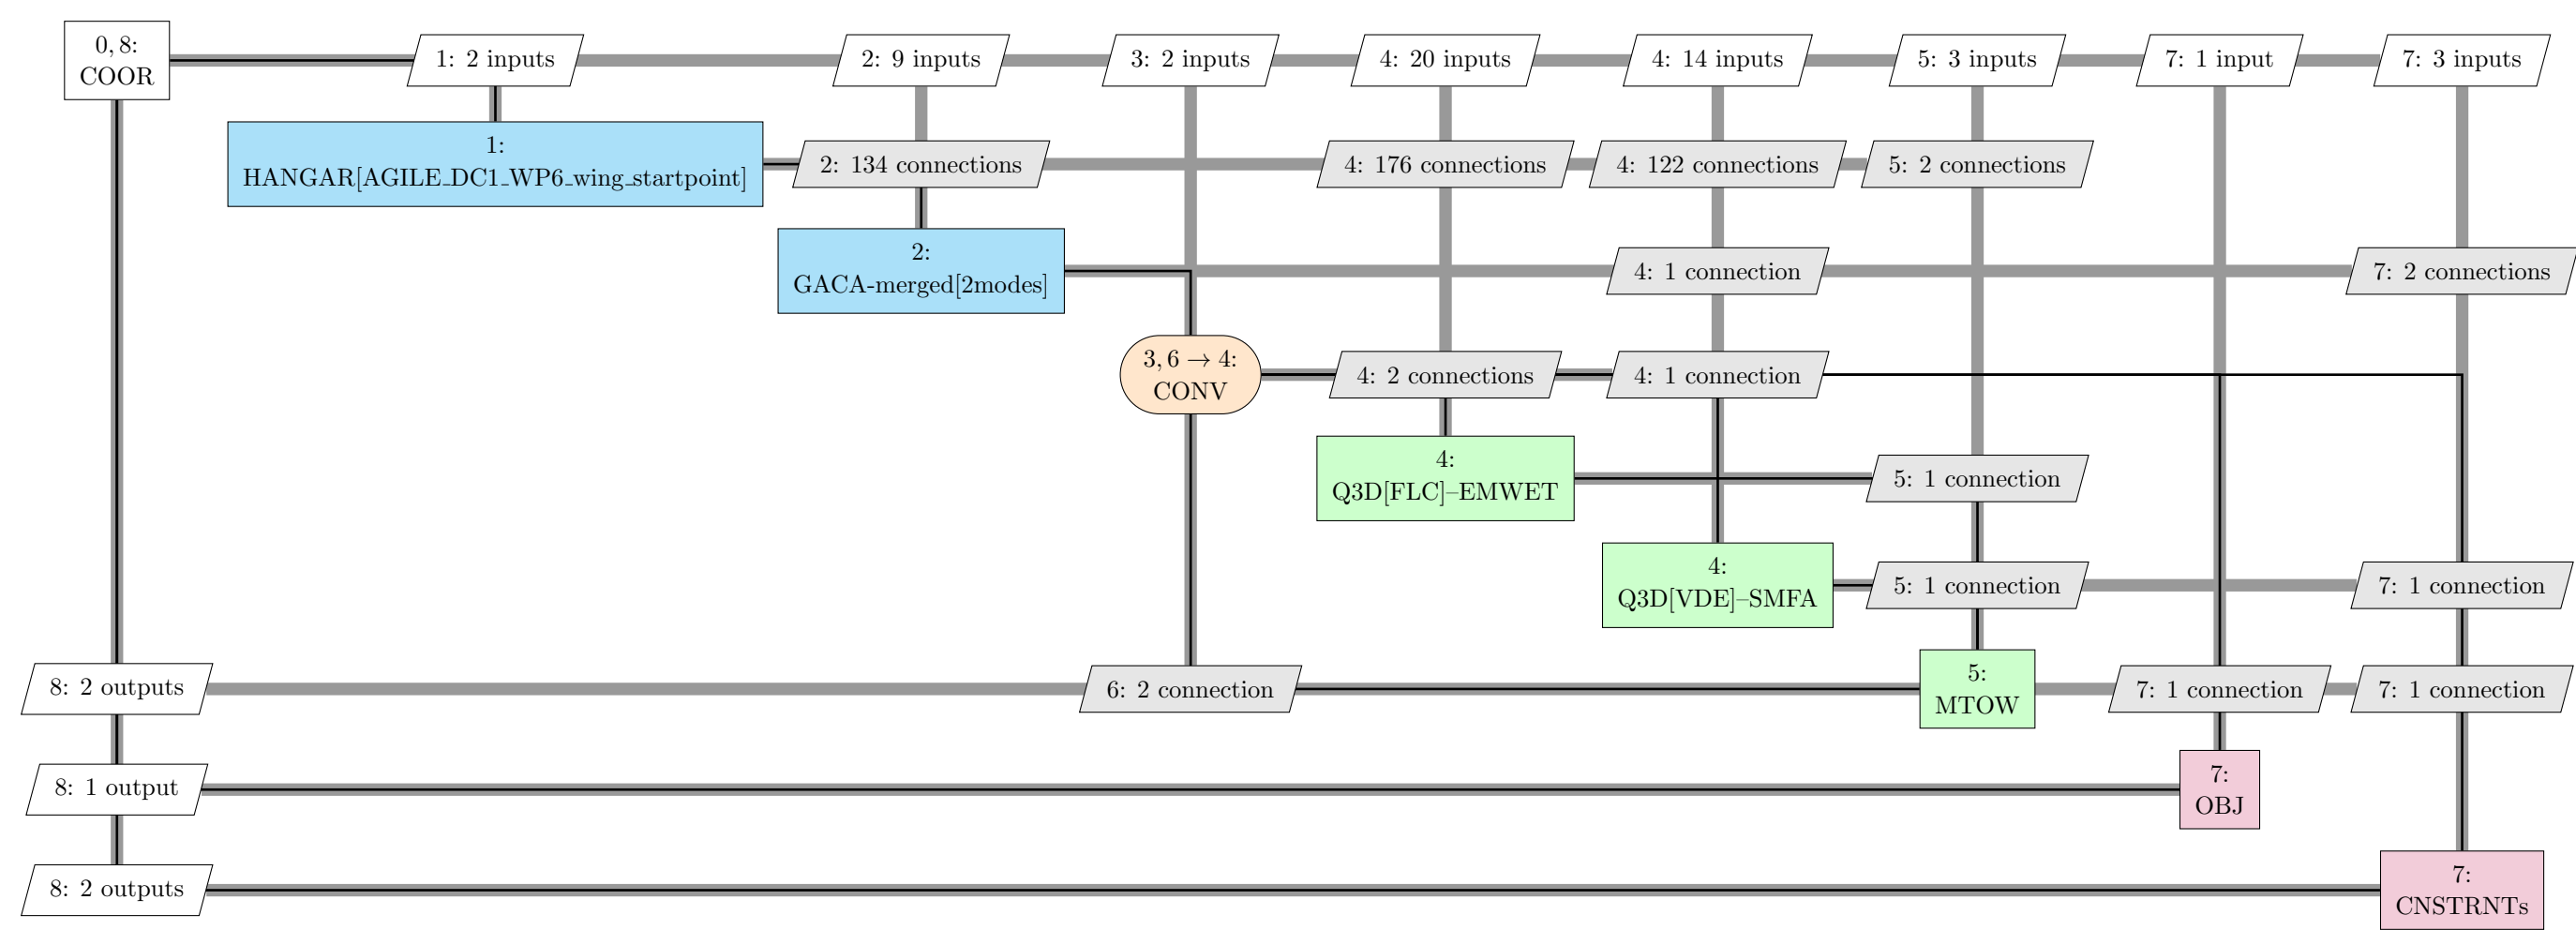 0, 8:
COOR
1: 2 inputs
2: 9 inputs
3: 2 inputs
4: 20 inputs
4: 14 inputs
5: 3 inputs
7: 1 input
7: 3 inputs
1:
HANGAR[AGILE_DC1_WP6_wing_startpoint]
2: 134 connections
4: 176 connections
4: 122 connections
5: 2 connections
2:
GACA-merged[2modes]
4: 1 connection
7: 2 connections
3, 6 → 4:
CONV
4: 2 connections
4: 1 connection
4:
Q3D[FLC]–EMWET
5: 1 connection
4:
Q3D[VDE]–SMFA
5: 1 connection
7: 1 connection
8: 2 outputs
6: 2 connection
5:
MTOW
7: 1 connection
7: 1 connection
8: 1 output
7:
OBJ
8: 2 outputs
7:
CNSTRNTs